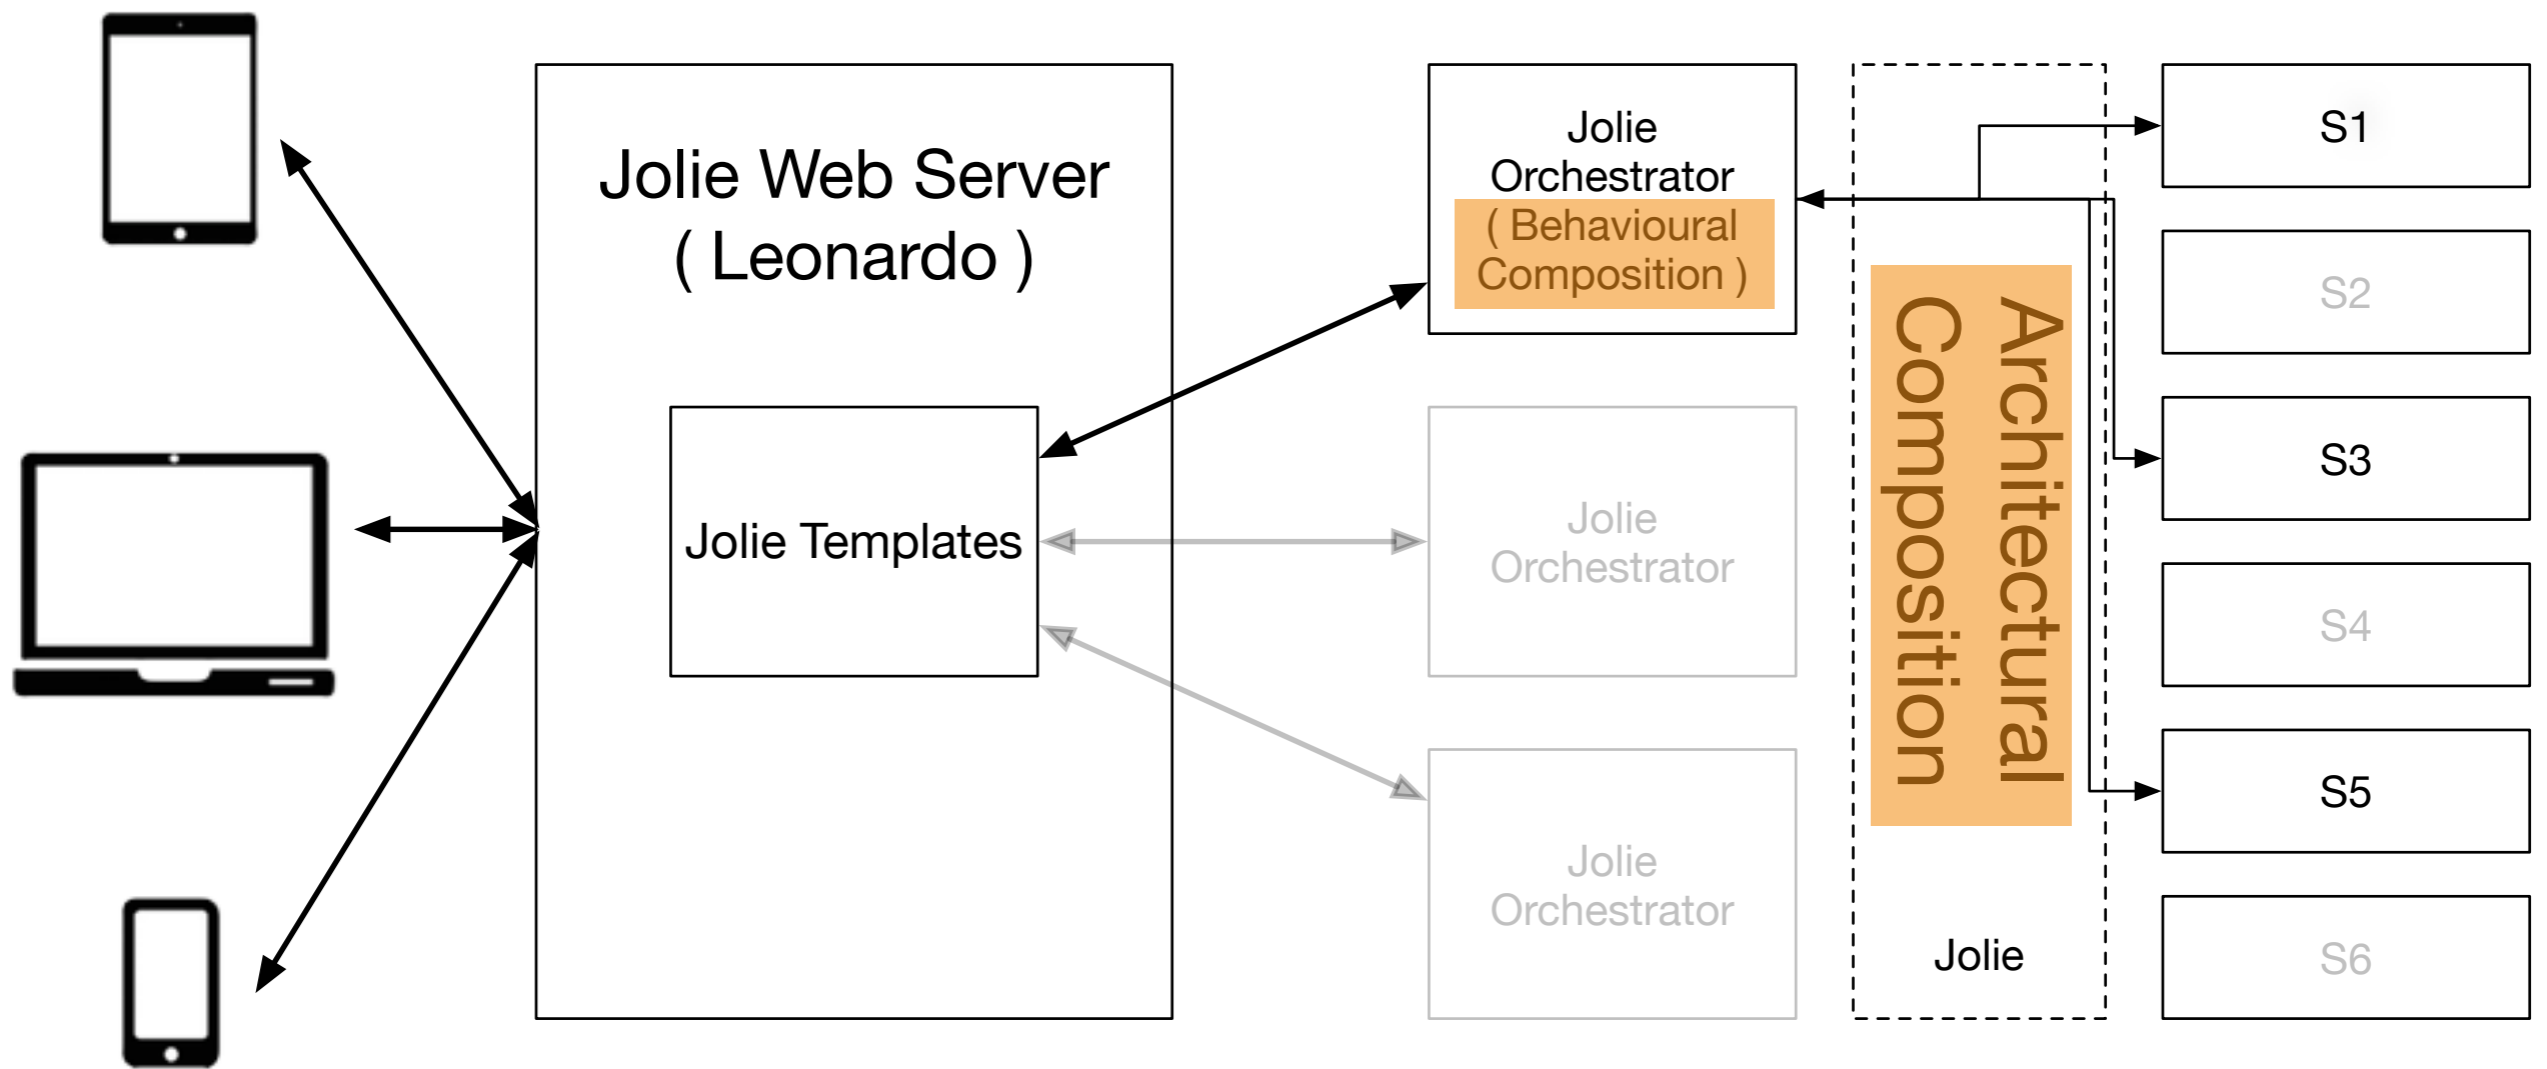 Jolie Web Server
( Leonardo )
Jolie Templates
Jolie
Orchestrator
( Behavioural
Composition )
Jolie
Orchestrator
Jolie
Orchestrator
Architectural
Composition
Jolie
S1
S2
S3
S4
S5
S6